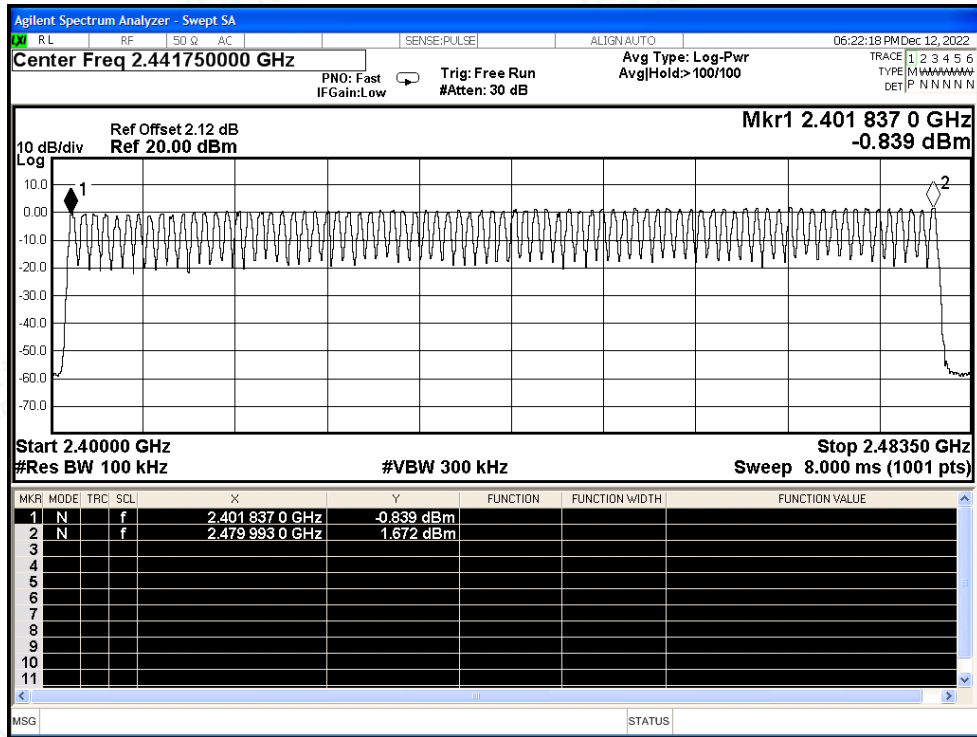 Agilent Spectrum Analyzer - Swept SA
LXI RL RF 50 Ω AC SENSE:PULSE ALIGN AUTO 06:22:18 PM Dec 12, 2022
Center Freq 2.441750000 GHz
PNO: Fast
IFGain:Low
Trig: Free Run
#Atten: 30 dB
Avg Type: Log-Pwr
Avg|Hold:>100/100
TRACE 1 2 3 4 5 6
TYPE M
DET P N N N N N
Ref Offset 2.12 dB
10 dB/div Ref 20.00 dBm
Log
Mkr1 2.401 837 0 GHz
-0.839 dBm
10.0
0.00
-10.0
-20.0
-30.0
-40.0
-50.0
-60.0
-70.0
1
2
Start 2.40000 GHz Stop 2.48350 GHz
#Res BW 100 kHz #VBW 300 kHz Sweep 8.000 ms (1001 pts)
MKR MODE TRC SCL X Y FUNCTION FUNCTION WIDTH FUNCTION VALUE
1 N f 2.401 837 0 GHz -0.839 dBm
2 N f 2.479 993 0 GHz 1.672 dBm
3
4
5
6
7
8
9
10
11
MSG STATUS